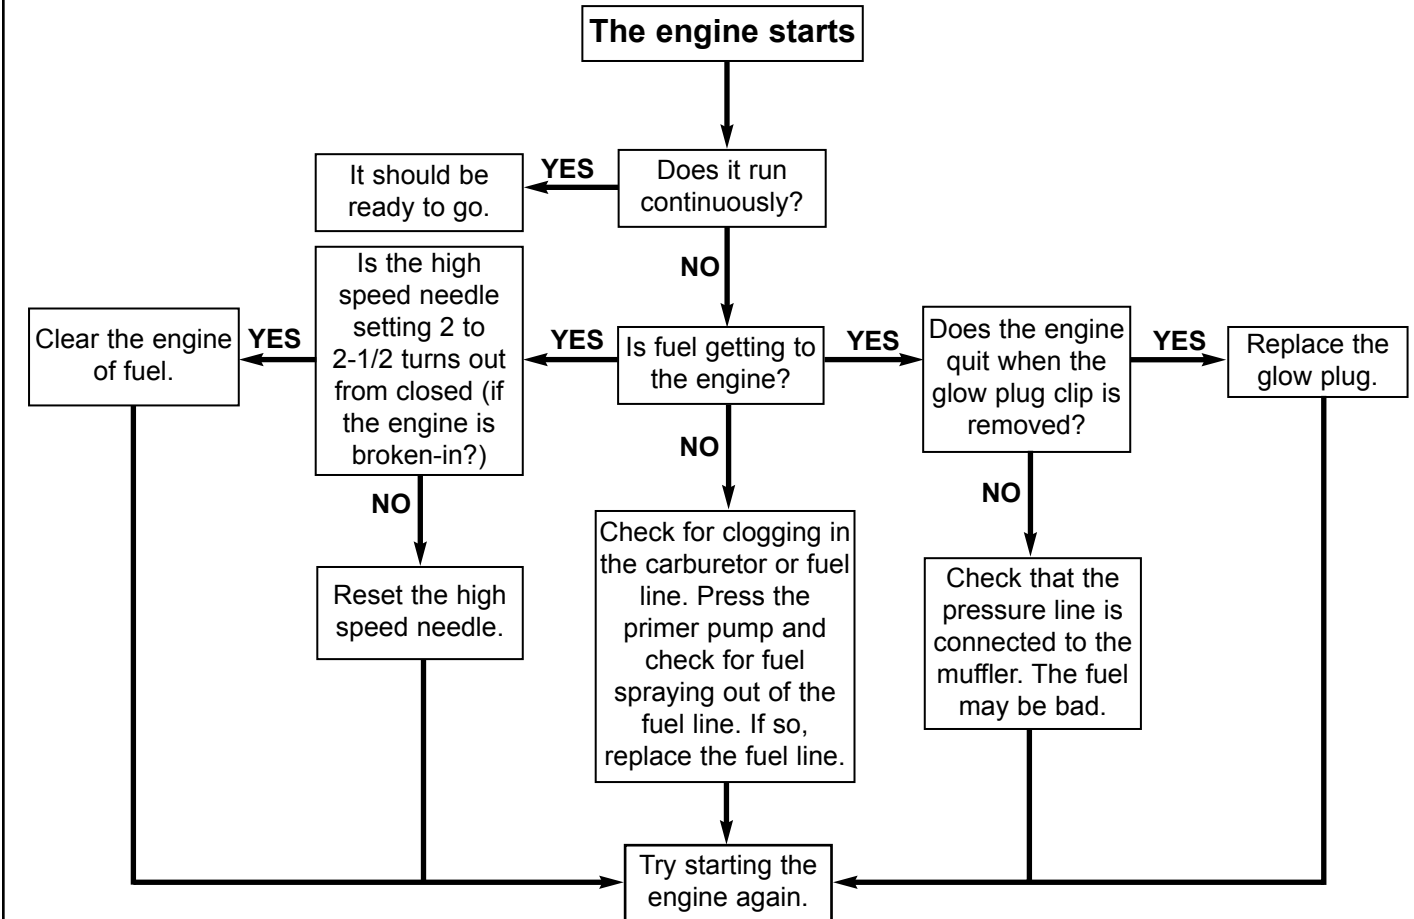 The engine starts
YES
Does it run
continuously?
It should be
ready to go.
NO
Is the high
speed needle
setting 2 to
2-1/2 turns out
from closed (if
the engine is
broken-in?)
Clear the engine
of fuel.
YES
YES
Is fuel getting to
the engine?
YES
Does the engine
quit when the
glow plug clip is
removed?
YES
Replace the
glow plug.
NO
NO
NO
Reset the high
speed needle.
Check for clogging in
the carburetor or fuel
line. Press the
primer pump and
check for fuel
spraying out of the
fuel line. If so,
replace the fuel line.
Check that the
pressure line is
connected to the
muffler. The fuel
may be bad.
Try starting the
engine again.